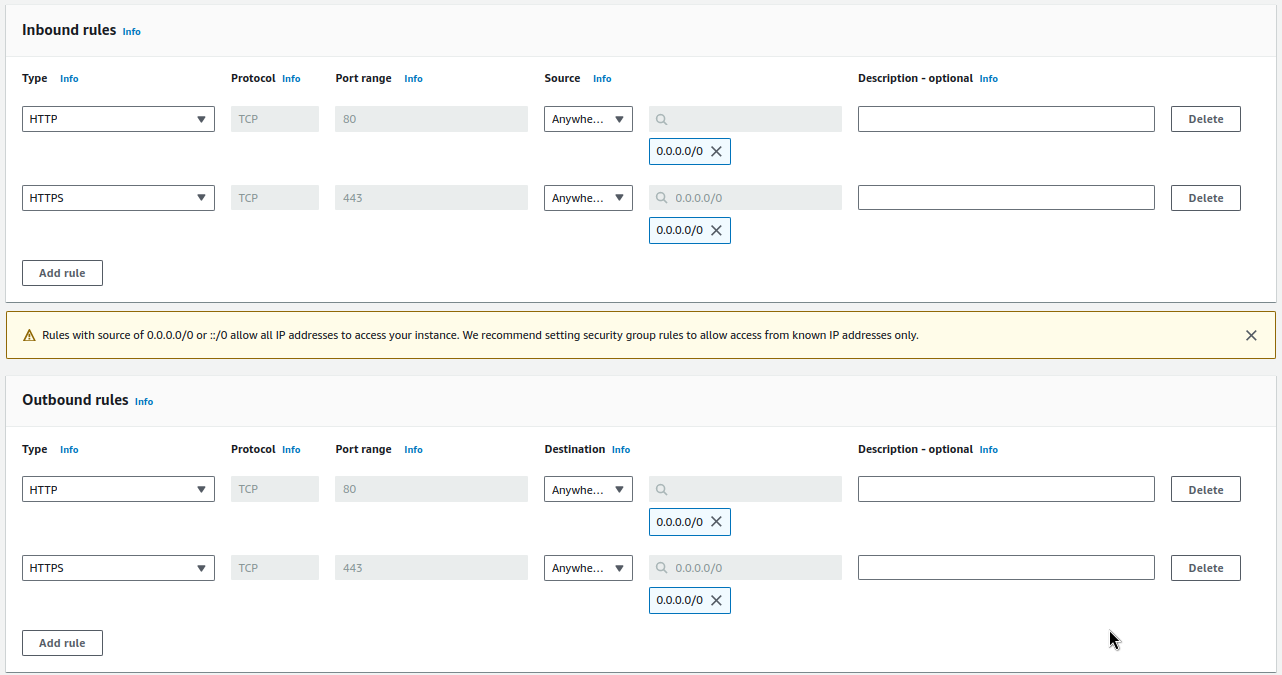 Inbound rules Info
Type Info Protocol Info Port range Info Source Info Description - optional Info
HTTP TCP 80 Anywhe... Delete
0.0.0.0/0
HTTPS TCP 443 Anywhe... 0.0.0.0/0 Delete
0.0.0.0/0
Add rule
Rules with source of 0.0.0.0/0 or ::/0 allow all IP addresses to access your instance. We recommend setting security group rules to allow access from known IP addresses only.
Outbound rules Info
Type Info Protocol Info Port range Info Destination Info Description - optional Info
HTTP TCP 80 Anywhe... Delete
0.0.0.0/0
HTTPS TCP 443 Anywhe... 0.0.0.0/0 Delete
0.0.0.0/0
Add rule